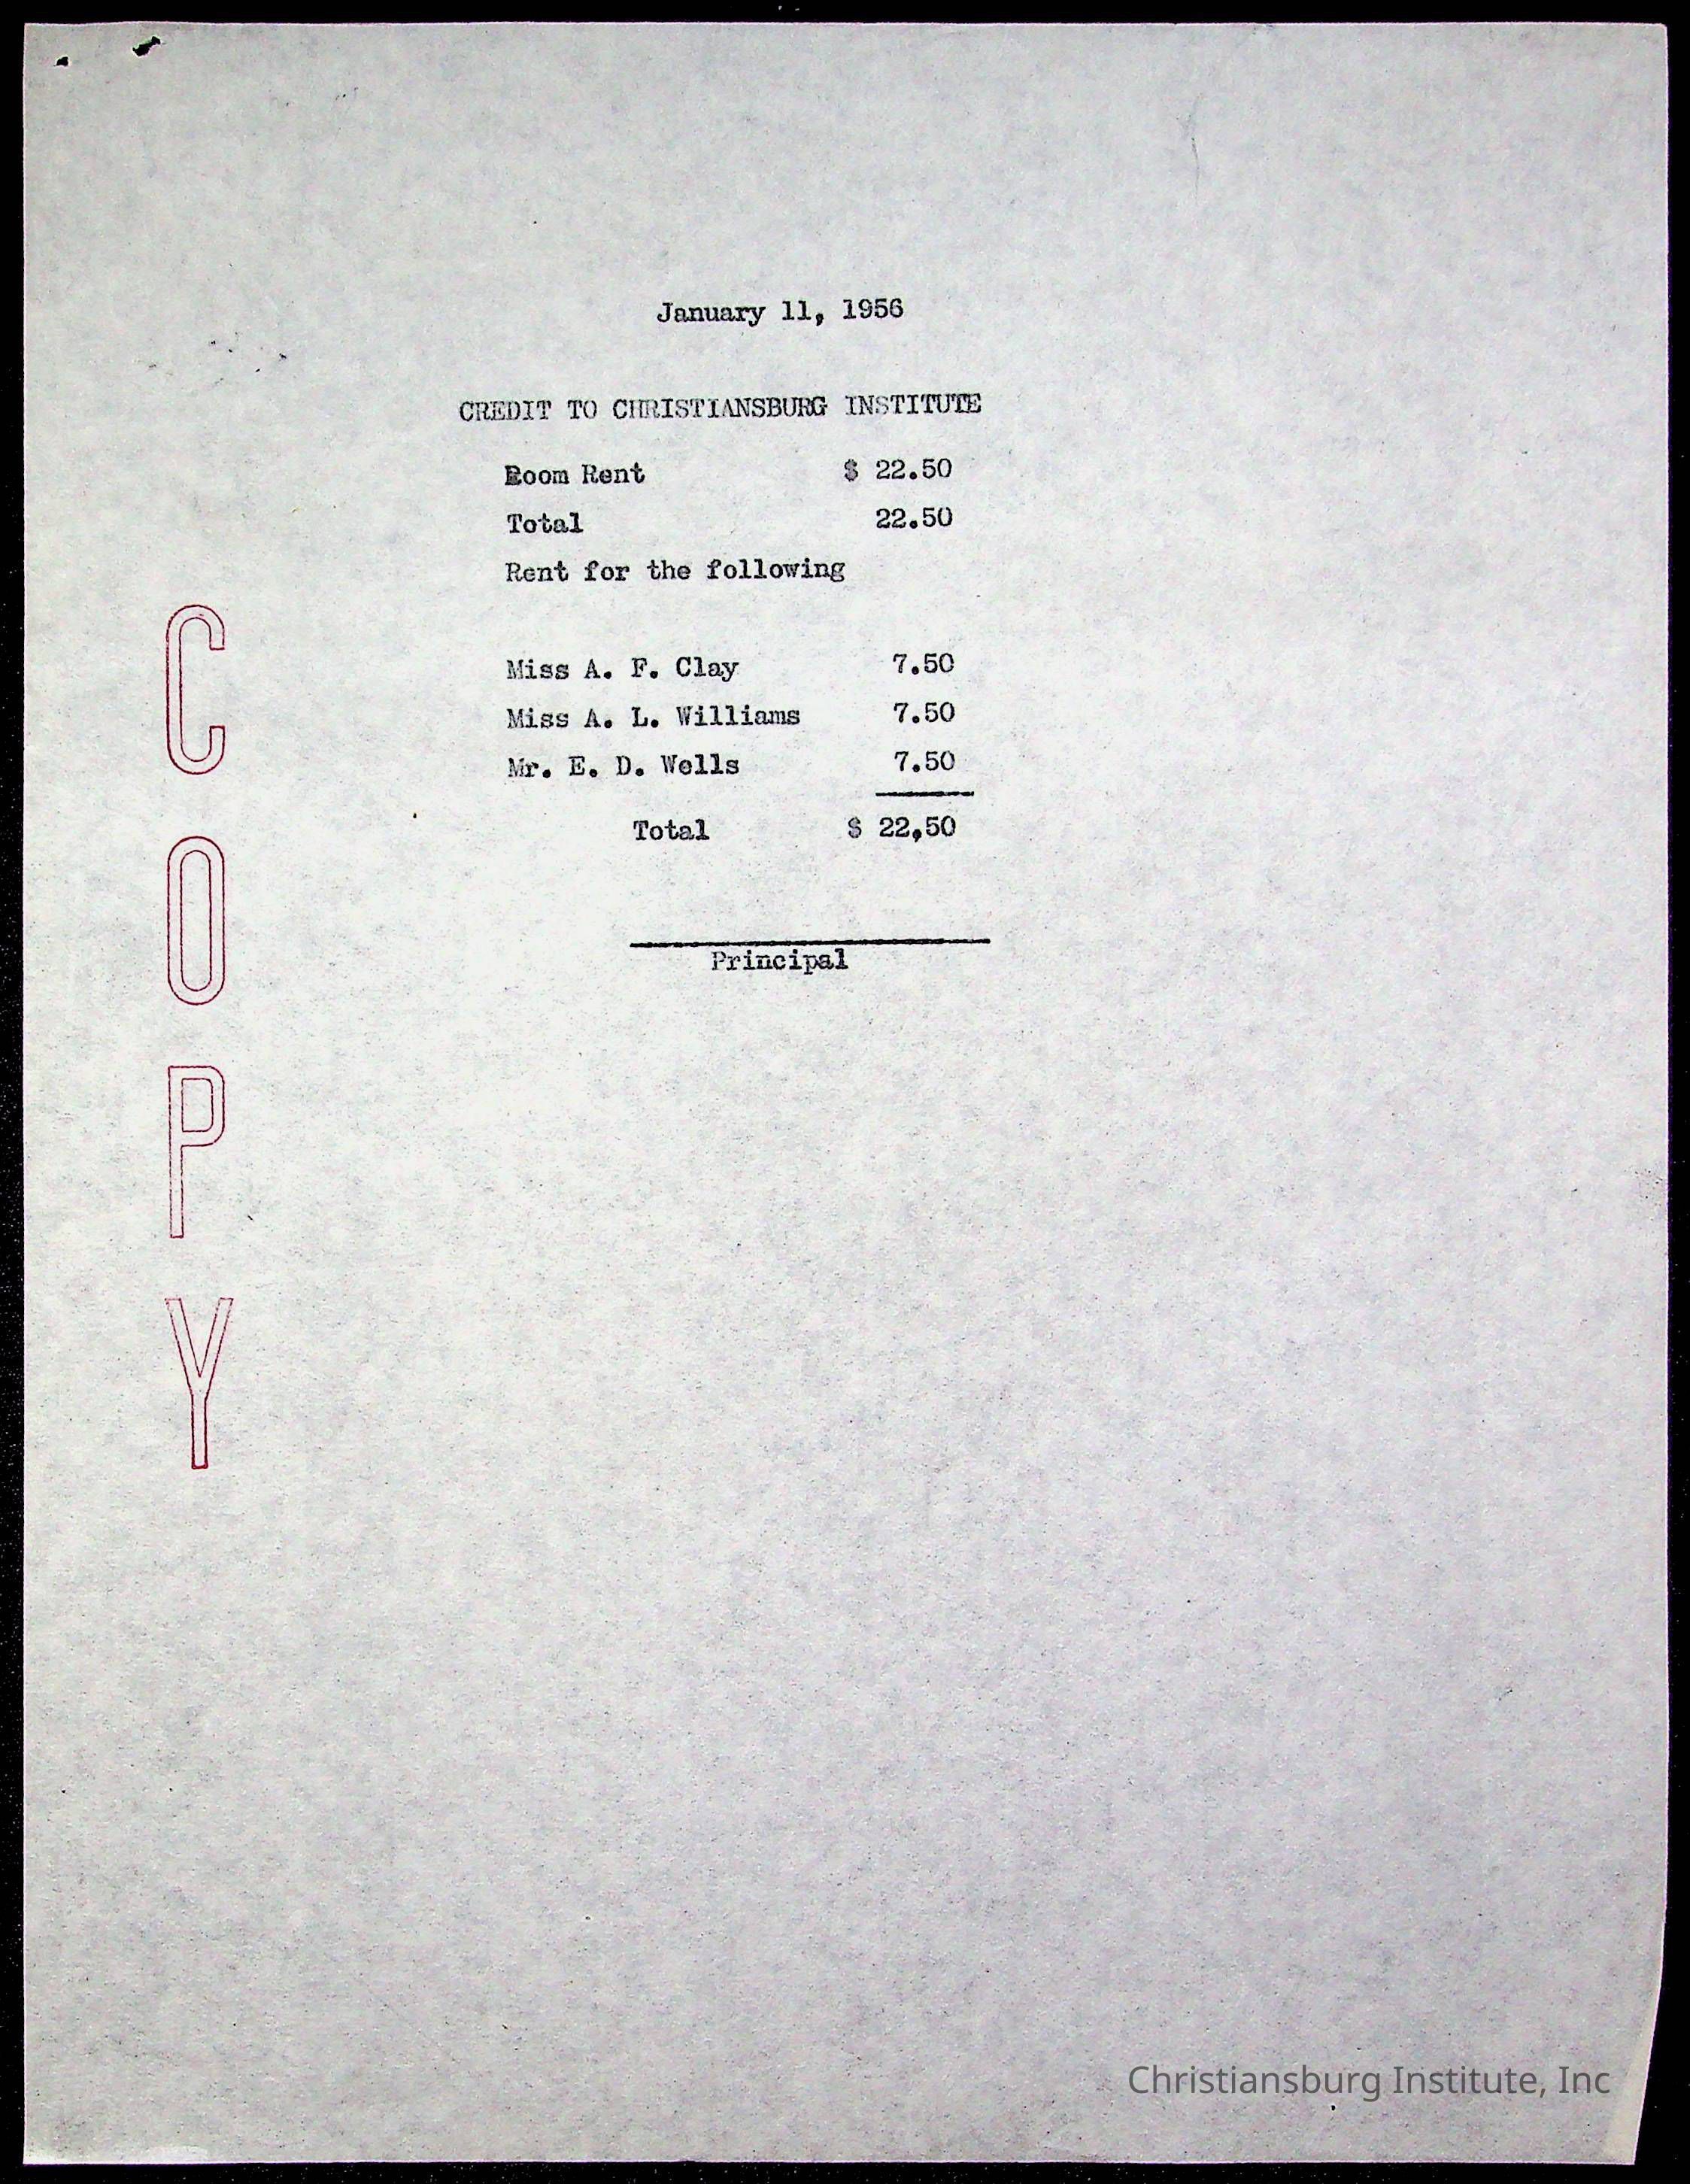 January 11, 1956
CREDIT TO CHRISTIANSBURG INSTITUTE
Room Rent $ 22.50
Total 22.50
Rent for the following
Miss A. F. Clay 7.50
Miss A. L. Williams 7.50
Mr. E. D. Wells 7.50
Total $ 22,50
Principal
COPY
Christiansburg Institute, Inc